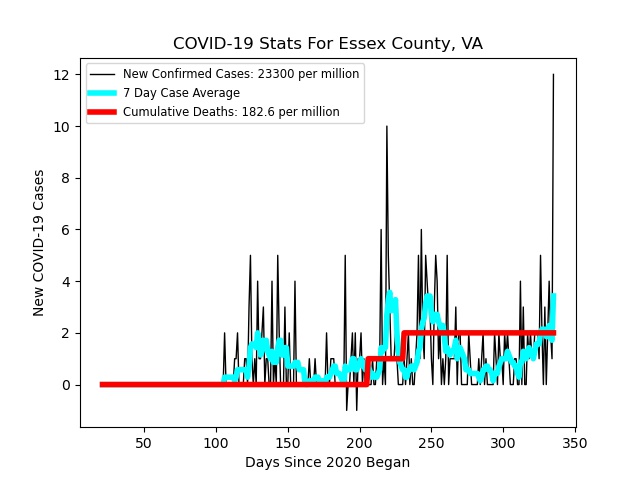 COVID-19 Stats For Essex County, VA
New Confirmed Cases: 23300 per million
7 Day Case Average
Cumulative Deaths: 182.6 per million
New COVID-19 Cases
12
10
8
6
4
2
0
50 100 150 200 250 300 350
Days Since 2020 Began